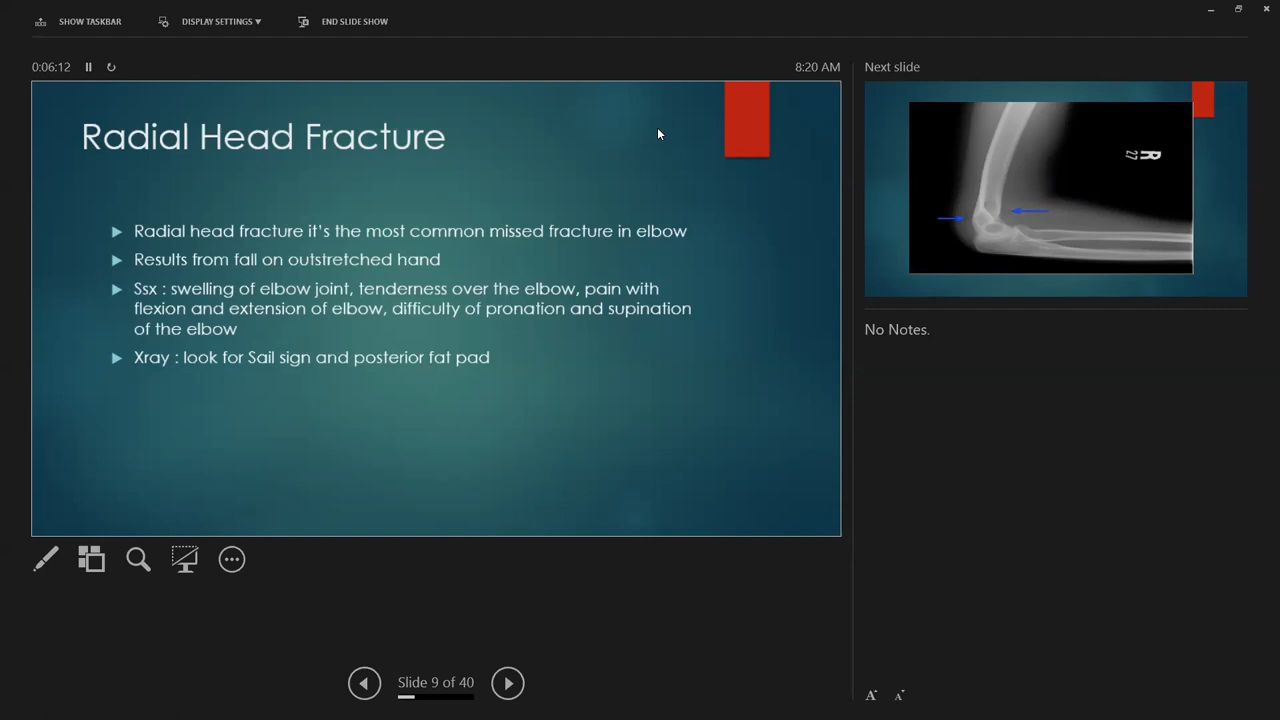 SHOW TASKBAR
DISPLAY SETTINGS ▼
END SLIDE SHOW
0:06:12
8:20 AM
Radial Head Fracture
Radial head fracture it's the most common missed fracture in elbow
Results from fall on outstretched hand
Ssx : swelling of elbow joint, tenderness over the elbow, pain with
flexion and extension of elbow, difficulty of pronation and supination
of the elbow
Xray : look for Sail sign and posterior fat pad
Slide 9 of 40
Next slide
R
27
No Notes.
A A